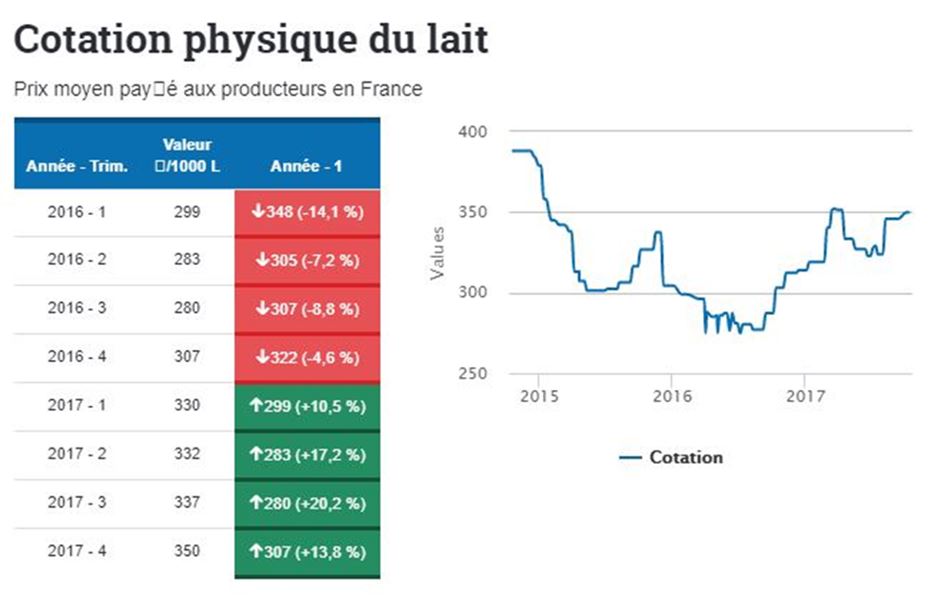 Cotation physique du lait
Prix moyen pay□é aux producteurs en France
Année - Trim. Valeur □/1000 L Année - 1
2016 - 1 299 ↓348 (-14,1 %)
2016 - 2 283 ↓305 (-7,2 %)
2016 - 3 280 ↓307 (-8,8 %)
2016 - 4 307 ↓322 (-4,6 %)
2017 - 1 330 ↑299 (+10,5 %)
2017 - 2 332 ↑283 (+17,2 %)
2017 - 3 337 ↑280 (+20,2 %)
2017 - 4 350 ↑307 (+13,8 %)
400
350
300
250
Values
2015 2016 2017
Cotation